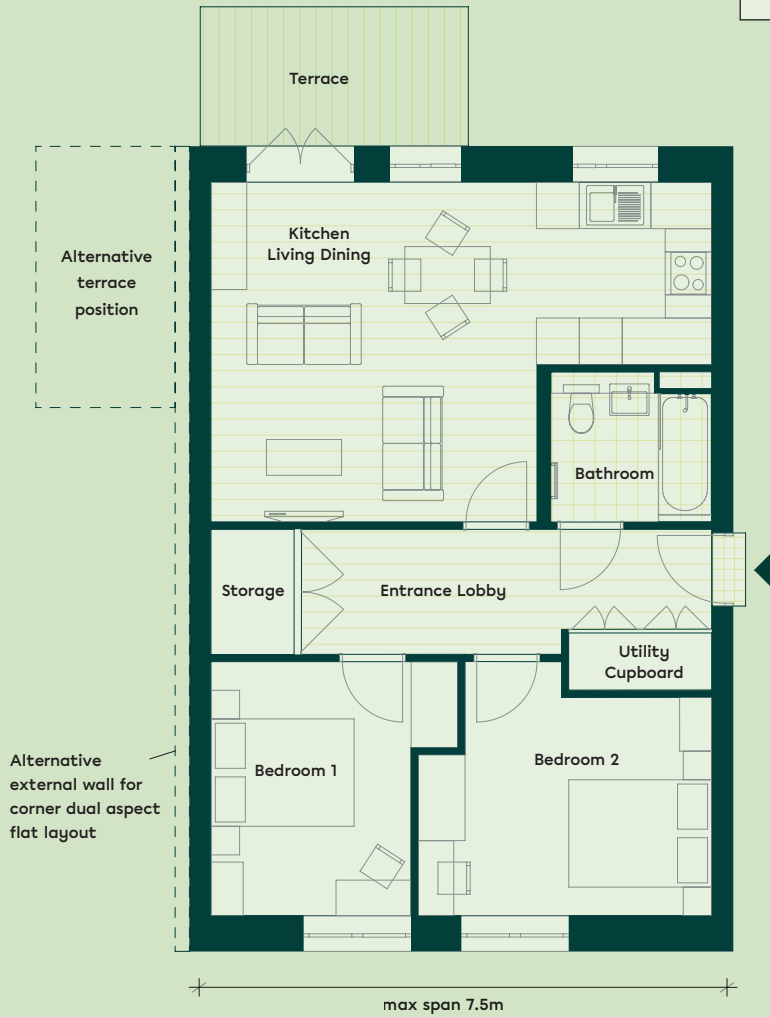 Terrace
Kitchen
Living Dining
Alternative
terrace
position
Bathroom
Storage
Entrance Lobby
Utility
Cupboard
Bedroom 1
Bedroom 2
Alternative
external wall for
corner dual aspect
flat layout
max span 7.5m